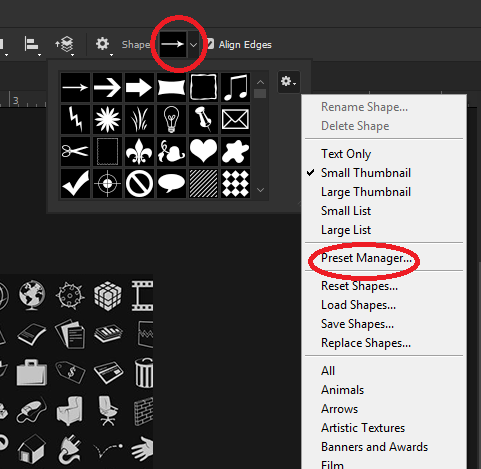 Shape:
Align Edges
3
Rename Shape...
Delete Shape
Text Only
Small Thumbnail
Large Thumbnail
Small List
Large List
Preset Manager...
Reset Shapes...
Load Shapes...
Save Shapes...
Replace Shapes...
All
Animals
Arrows
Artistic Textures
Banners and Awards
Film